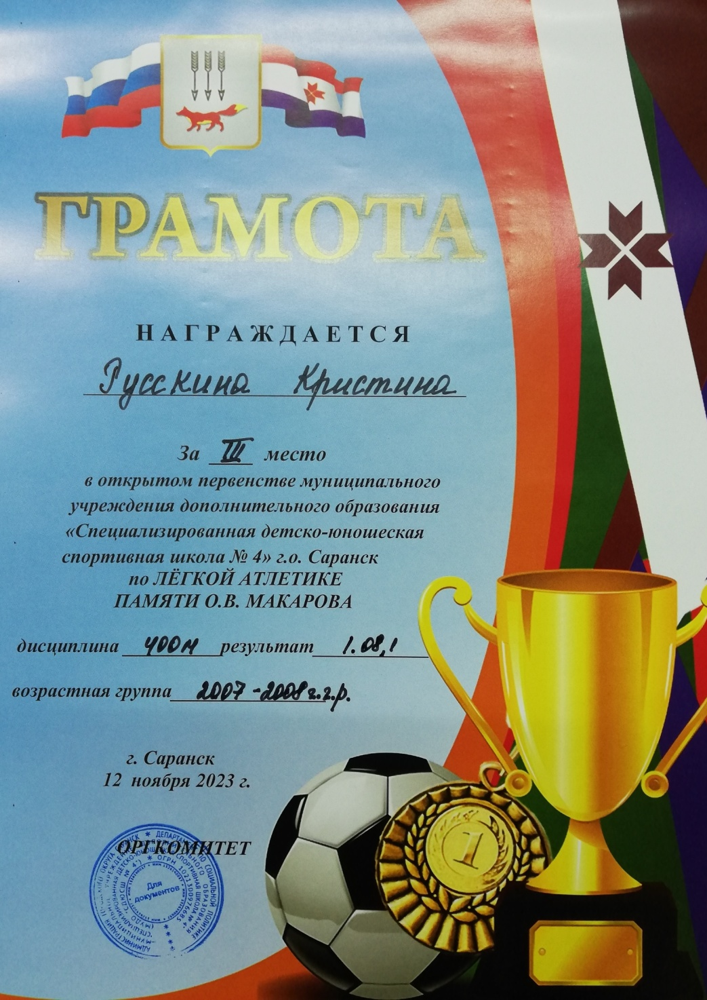 ГРАМОТА
НАГРАЖДАЕТСЯ
Русскина Кристина
За III место
в открытом первенстве муниципального
учреждения дополнительного образования
«Специализированная детско-юношеская
спортивная школа № 4» г.о. Саранск
по ЛЁГКОЙ АТЛЕТИКЕ
ПАМЯТИ О.В. МАКАРОВА
дисциплина 400м результат 1.08,1
возрастная группа 2007-2008 г.г.р.
г. Саранск
12 ноября 2023 г.
ОРГКОМИТЕТ
Для
документов
1